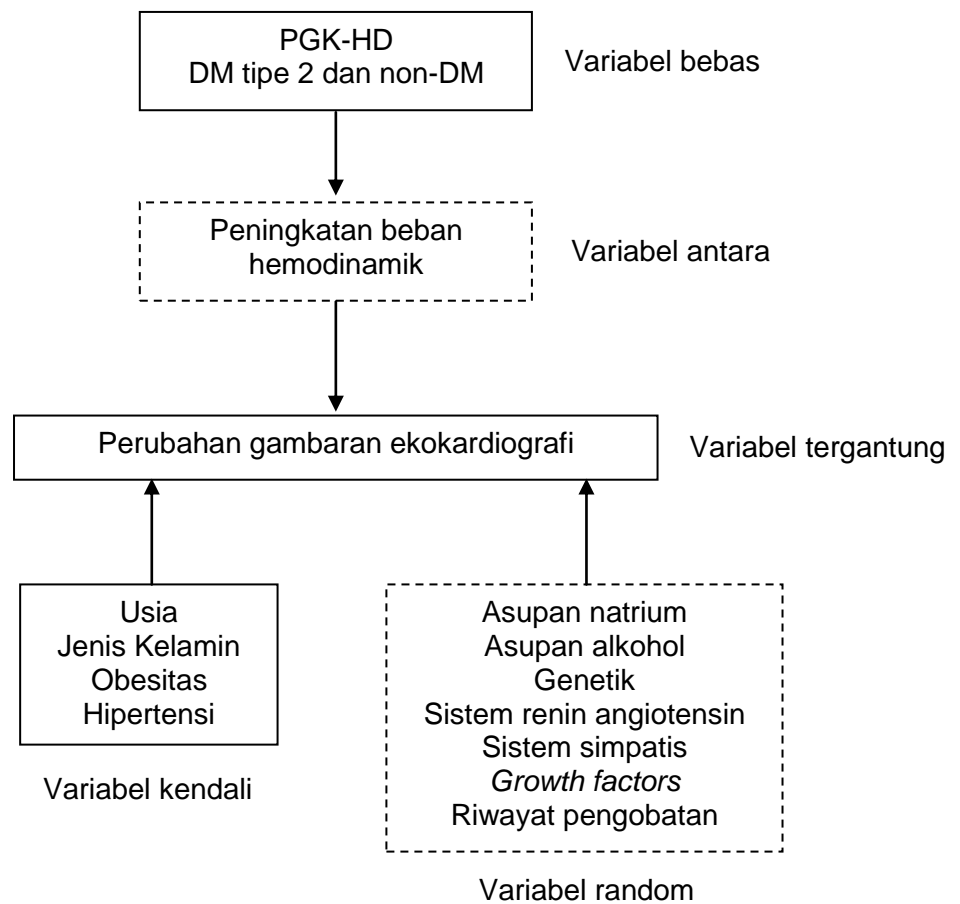 PGK-HD
DM tipe 2 dan non-DM
Variabel bebas
Peningkatan beban
hemodinamik
Variabel antara
Perubahan gambaran ekokardiografi
Variabel tergantung
Usia
Jenis Kelamin
Obesitas
Hipertensi
Variabel kendali
Asupan natrium
Asupan alkohol
Genetik
Sistem renin angiotensin
Sistem simpatis
Growth factors
Riwayat pengobatan
Variabel random